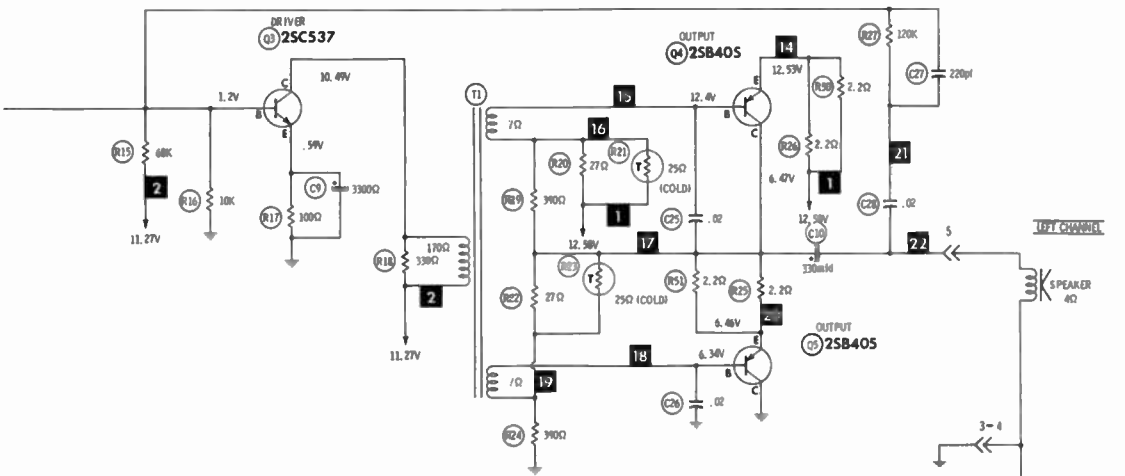 DRIVER
Q3 2SC537
OUTPUT
Q4 2SB405
R27 120K
C27 220pf
10.49V
1.2V
C
B
E
.59V
T1
15
7Ω
16
12.4V
14
12.53V
E
B
C
R50 2.2Ω
R26 2.2Ω
R15 68K
2
11.27V
R16 10K
R17 100Ω
C9 3300Ω
R20 27Ω
R21
T 25Ω
(COLD)
R19 390Ω
1
12.58V
6.47V
1
12.58V
C25 .02
C10
330mfd
21
C28 .02
LEFT CHANNEL
22
5
170Ω
R18 330Ω
2
11.27V
17
R23
T
25Ω (COLD)
R22 27Ω
R51 2.2Ω
R25 2.2Ω
SPEAKER
4Ω
6.46V
OUTPUT
Q5 2SB405
18
6.34V
E
B
C
7Ω
19
C26 .02
R24 390Ω
3-4